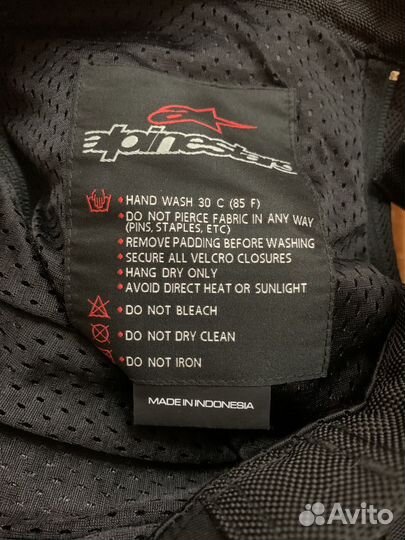 alpinestars
• HAND WASH 30 C (85 F)
• DO NOT PIERCE FABRIC IN ANY WAY
(PINS, STAPLES, ETC)
• REMOVE PADDING BEFORE WASHING
• SECURE ALL VELCRO CLOSURES
• HANG DRY ONLY
• AVOID DIRECT HEAT OR SUNLIGHT
• DO NOT BLEACH
• DO NOT DRY CLEAN
• DO NOT IRON
MADE IN INDONESIA
Avito